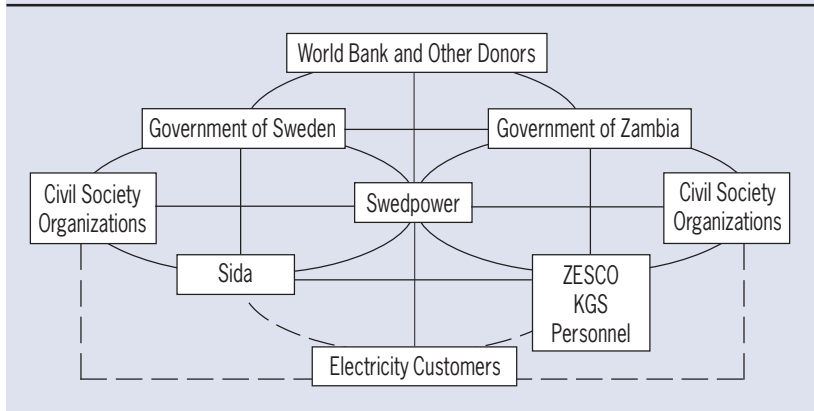 World Bank and Other Donors
Government of Sweden
Government of Zambia
Civil Society
Organizations
Swedpower
Civil Society
Organizations
Sida
ZESCO
KGS
Personnel
Electricity Customers